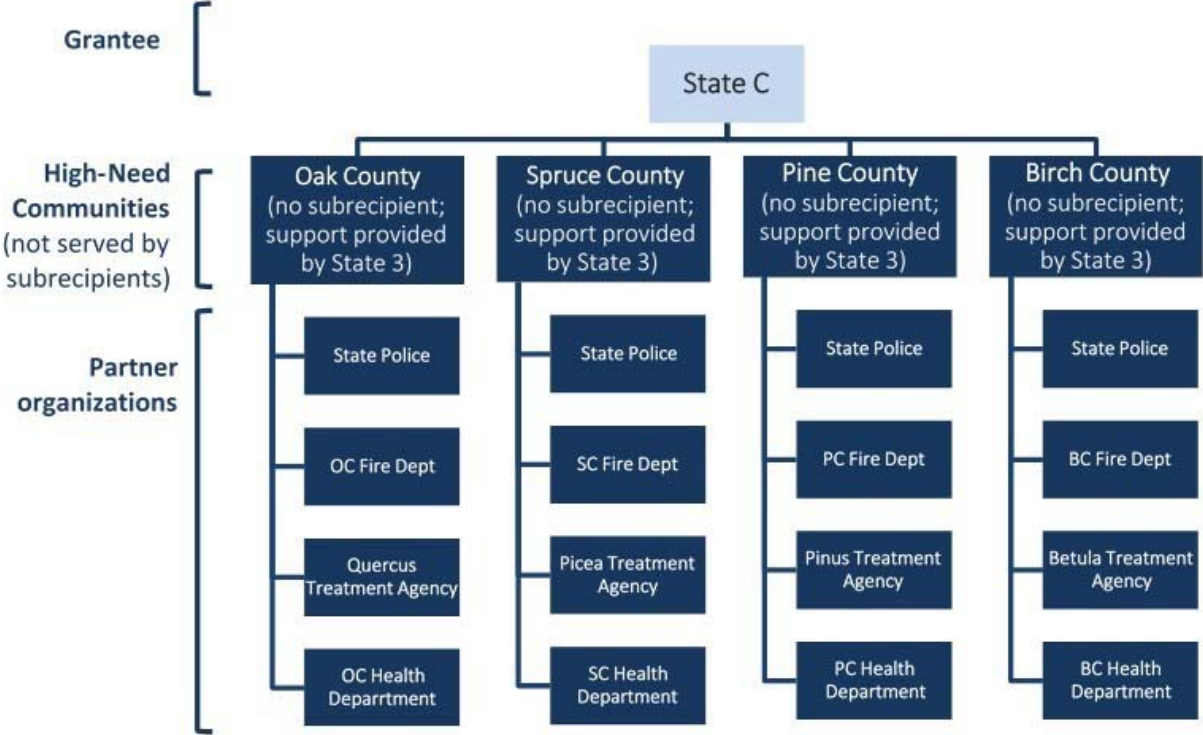 Grantee
State C
High-Need
Communities
(not served by
subrecipients)
Oak County
(no subrecipient;
support provided
by State 3)
Spruce County
(no subrecipient;
support provided
by State 3)
Pine County
(no subrecipient;
support provided
by State 3)
Birch County
(no subrecipient;
support provided
by State 3)
Partner
organizations
State Police
State Police
State Police
State Police
OC Fire Dept
SC Fire Dept
PC Fire Dept
BC Fire Dept
Quercus
Treatment Agency
Picea Treatment
Agency
Pinus Treatment
Agency
Betula Treatment
Agency
OC Health
Deparrtment
SC Health
Department
PC Health
Department
BC Health
Department